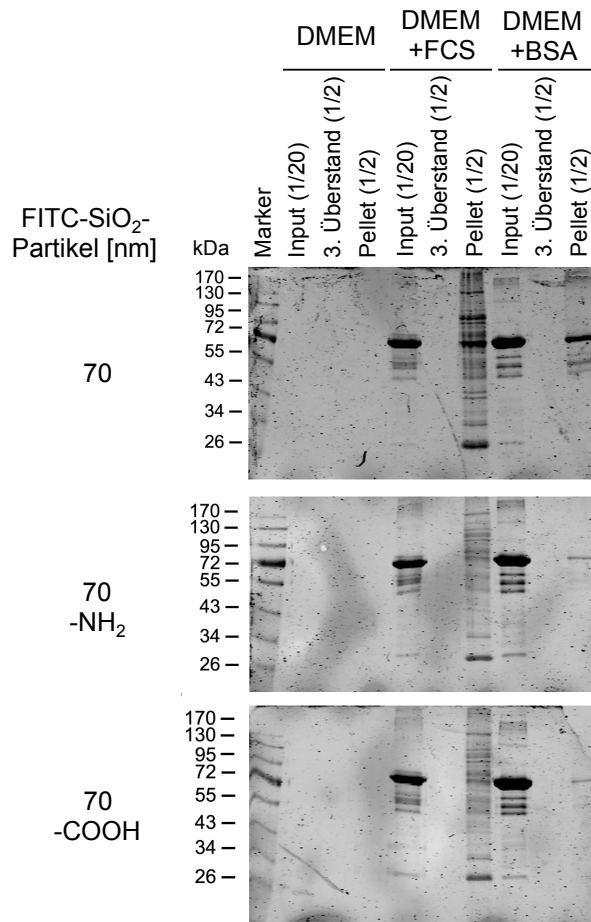 DMEM
DMEM
+FCS
DMEM
+BSA
FITC-SiO₂-
Partikel [nm]
kDa
Marker
Input (1/20)
3. Überstand (1/2)
Pellet (1/2)
Input (1/20)
3. Überstand (1/2)
Pellet (1/2)
Input (1/20)
3. Überstand (1/2)
Pellet (1/2)
70
170
130
95
72
55
43
34
26
70
-NH₂
170
130
95
72
55
43
34
26
70
-COOH
170
130
95
72
55
43
34
26